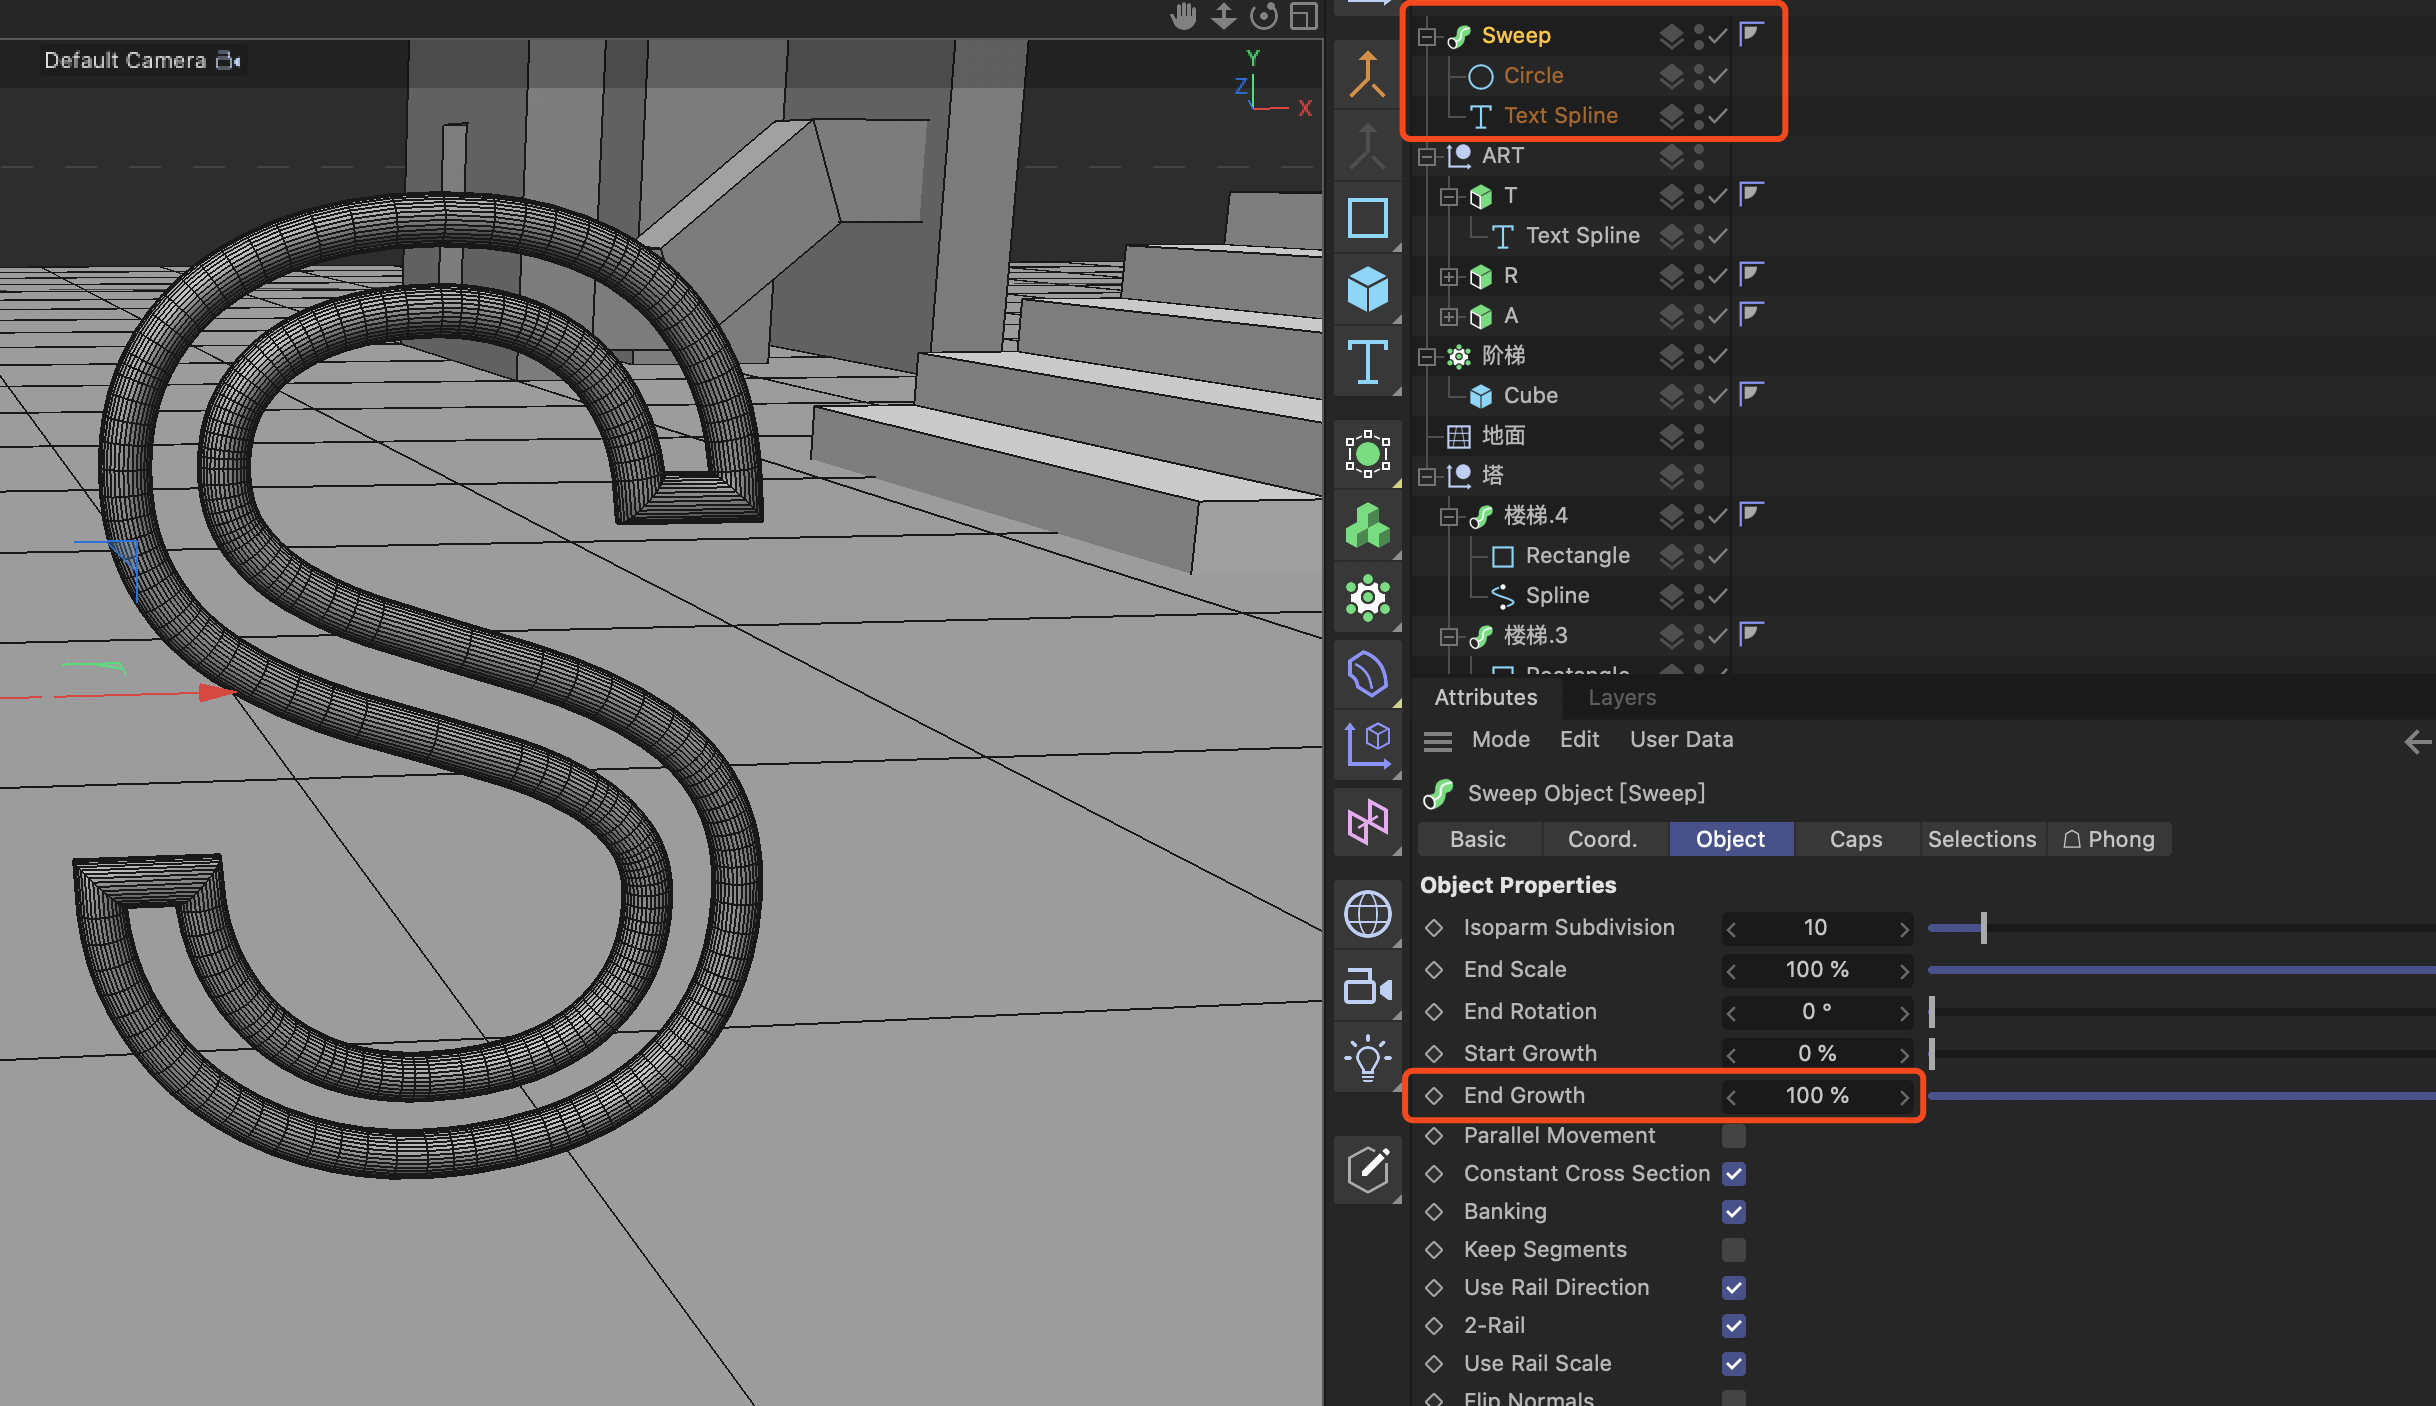 Default Camera
Y
Z
X
Sweep
Circle
Text Spline
ART
T
Text Spline
R
A
阶梯
Cube
地面
塔
楼梯.4
Rectangle
Spline
楼梯.3
Rectangle
Attributes Layers
Mode Edit User Data
Sweep Object [Sweep]
Basic Coord. Object Caps Selections Phong
Object Properties
Isoparm Subdivision 10
End Scale 100 %
End Rotation 0 °
Start Growth 0 %
End Growth 100 %
Parallel Movement
Constant Cross Section
Banking
Keep Segments
Use Rail Direction
2-Rail
Use Rail Scale
Flip Normals